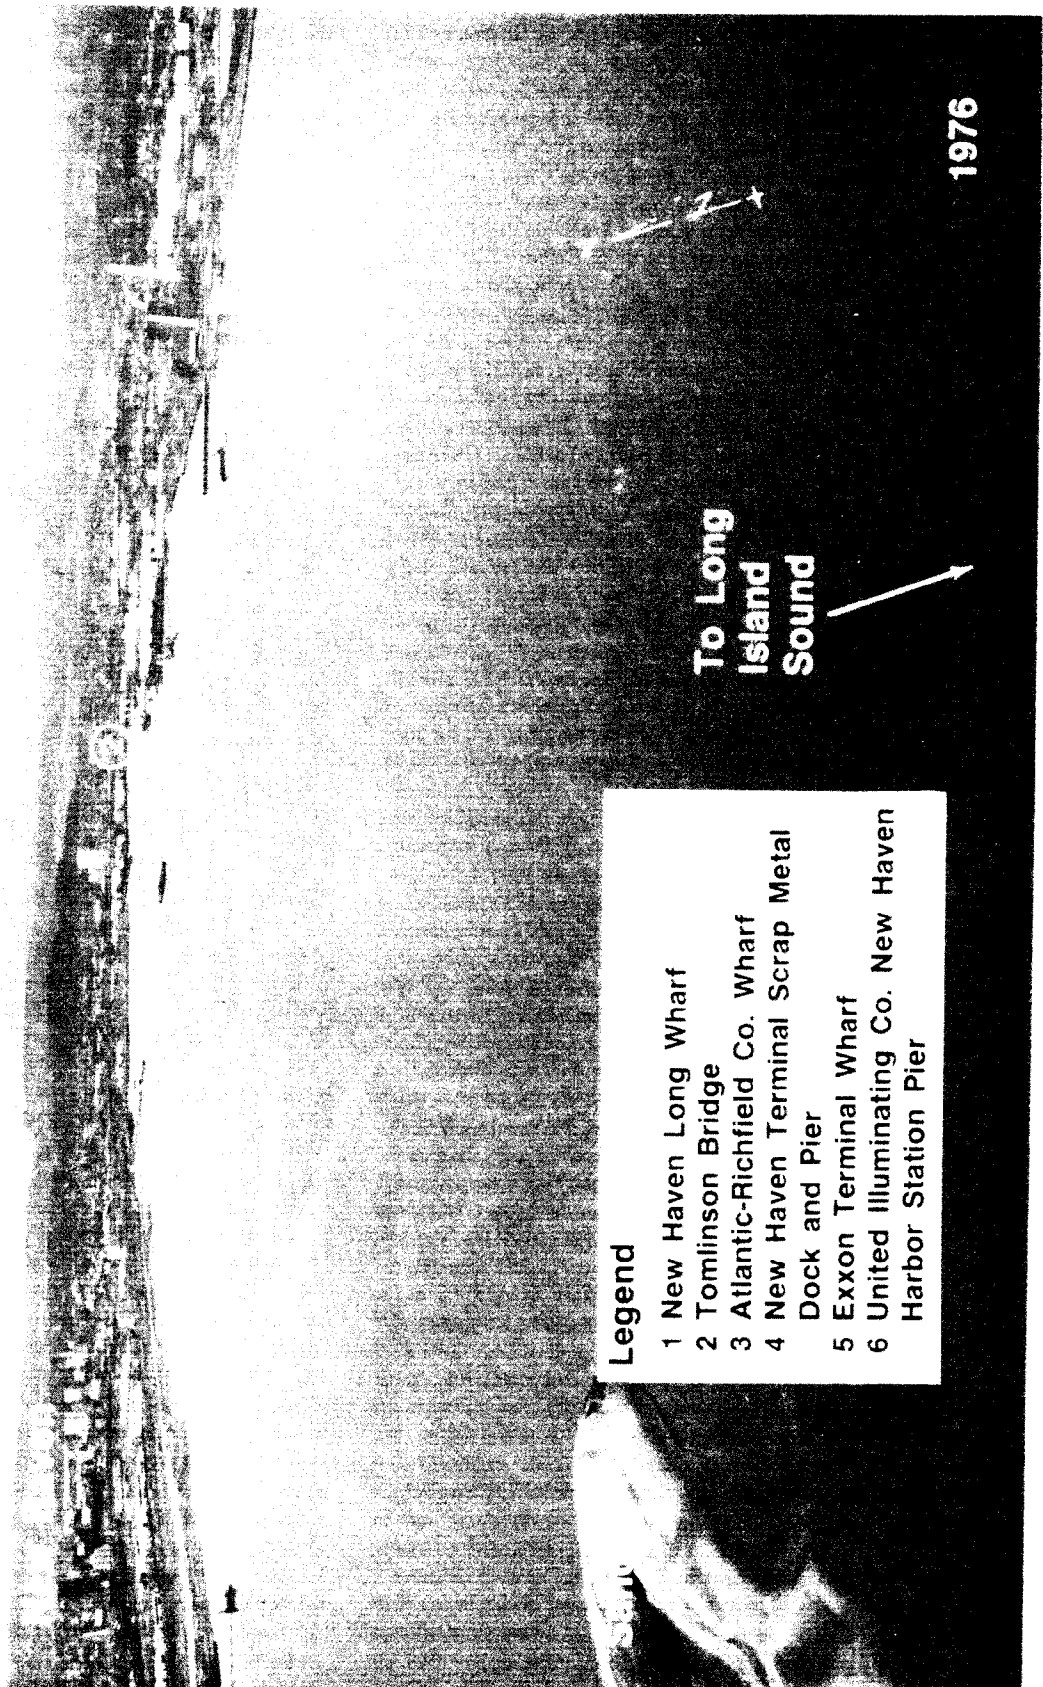 1976
To Long
Island
Sound
Legend
1 New Haven Long Wharf
2 Tomlinson Bridge
3 Atlantic-Richfield Co. Wharf
4 New Haven Terminal Scrap Metal
Dock and Pier
5 Exxon Terminal Wharf
6 United Illuminating Co. New Haven
Harbor Station Pier